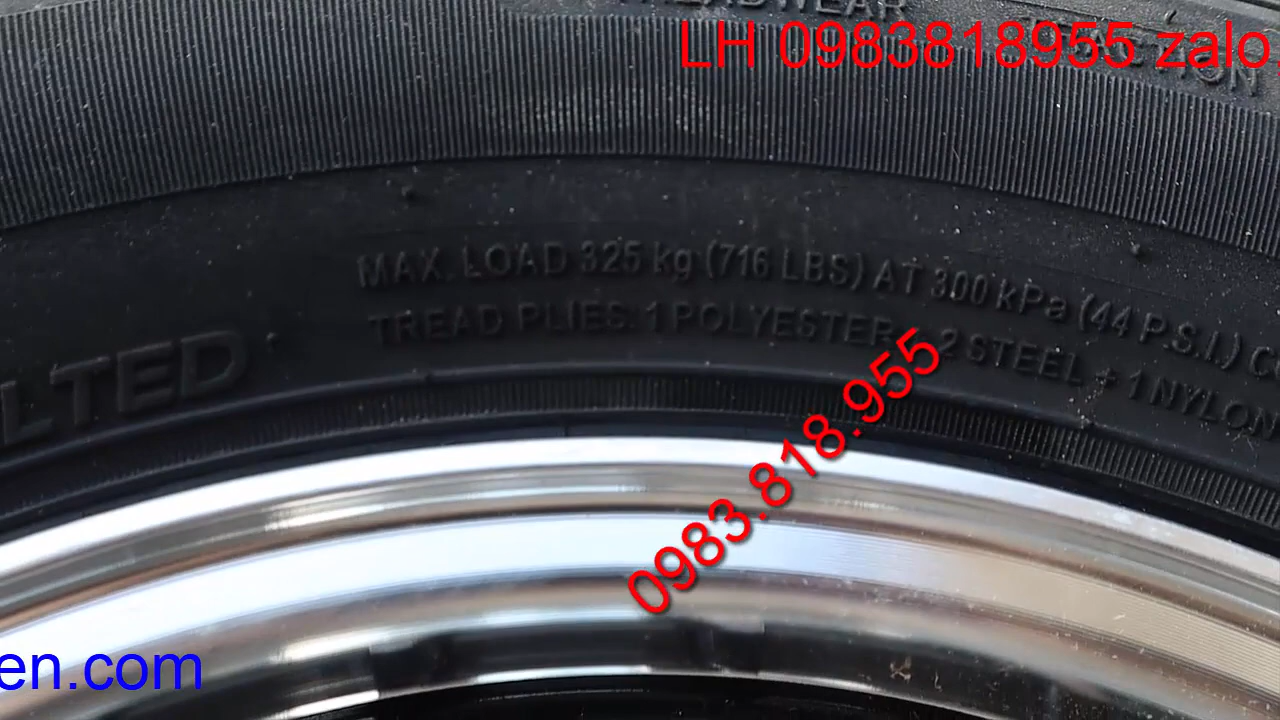 TREADWEAR
LH 0983818955 zalo.
MAX. LOAD 325 kg (716 LBS) AT 300 kPa (44 P.S.I.)
TREAD PLIES: 1 POLYESTER + 2 STEEL + 1 NYLON
LTED
0983.818.955
en.com